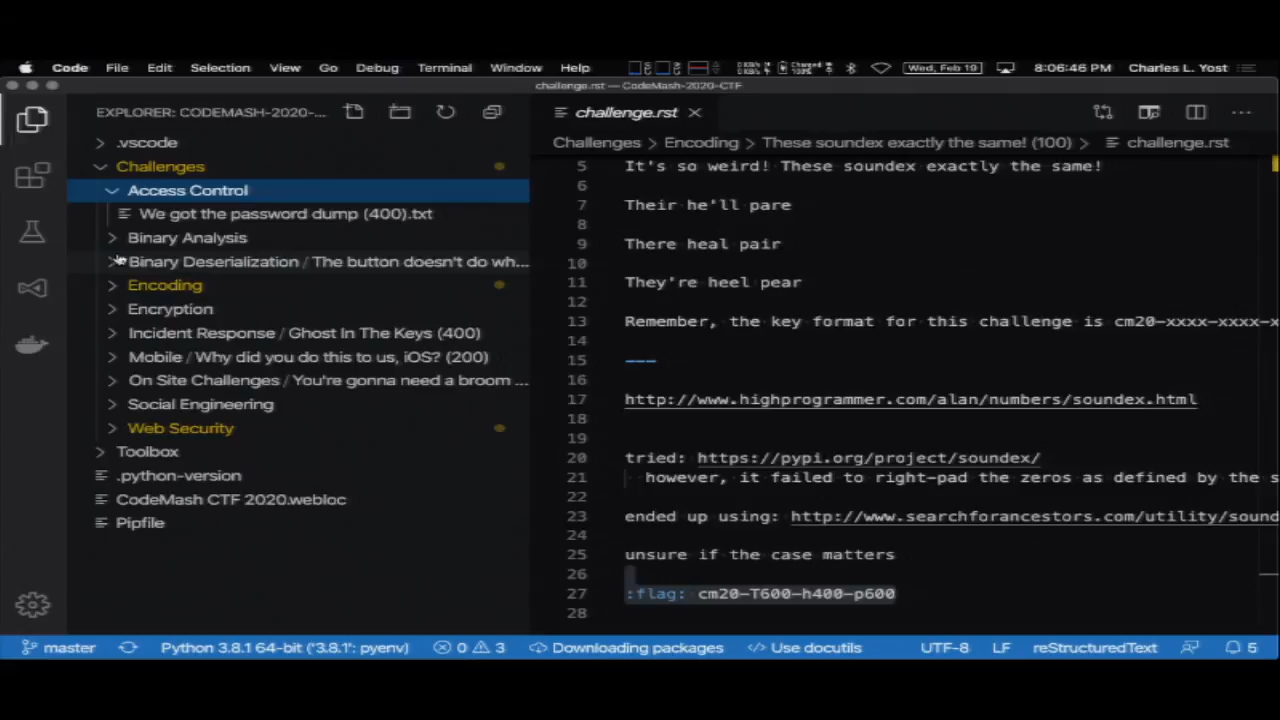 Code File Edit Selection View Go Debug Terminal Window Help Wed, Feb 19 8:06:46 PM Charles L. Yost
challenge.rst — CodeMash-2020-CTF
EXPLORER: CODEMASH-2020-...
.vscode
Challenges
Access Control
We got the password dump (400).txt
Binary Analysis
Binary Deserialization / The button doesn't do wh...
Encoding
Encryption
Incident Response / Ghost In The Keys (400)
Mobile / Why did you do this to us, iOS? (200)
On Site Challenges / You're gonna need a broom ...
Social Engineering
Web Security
Toolbox
.python-version
CodeMash CTF 2020.webloc
Pipfile
challenge.rst
Challenges > Encoding > These soundex exactly the same! (100) > challenge.rst
5 It's so weird! These soundex exactly the same!
6
7 Their he'll pare
8
9 There heal pair
10
11 They're heel pear
12
13 Remember, the key format for this challenge is cm20-xxxx-xxxx-x
14
15 ---
16
17 http://www.highprogrammer.com/alan/numbers/soundex.html
18
19
20 tried: https://pypi.org/project/soundex/
21 however, it failed to right-pad the zeros as defined by the s
22
23 ended up using: http://www.searchforancestors.com/utility/sound
24
25 unsure if the case matters
26
27 :flag: cm20-T600-h400-p600
28
master Python 3.8.1 64-bit ('3.8.1': pyenv) 0 3 Downloading packages </> Use docutils UTF-8 LF reStructuredText 5